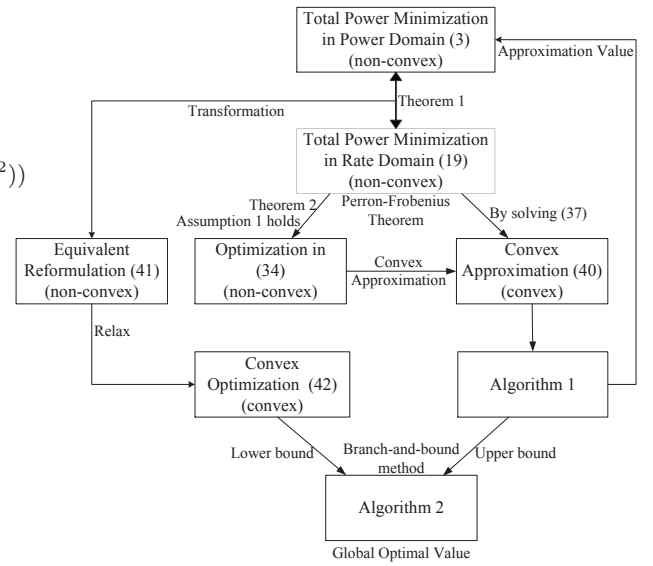 Total Power Minimization
in Power Domain (3)
(non-convex)
Approximation Value
Transformation
Theorem 1
Total Power Minimization
in Rate Domain (19)
(non-convex)
²))
Theorem 2
Assumption 1 holds
Perron-Frobenius
Theorem
By solving (37)
Equivalent
Reformulation (41)
(non-convex)
Optimization in
(34)
(non-convex)
Convex
Approximation
Convex
Approximation (40)
(convex)
Relax
Convex
Optimization (42)
(convex)
Algorithm 1
Lower bound
Branch-and-bound
method
Upper bound
Algorithm 2
Global Optimal Value